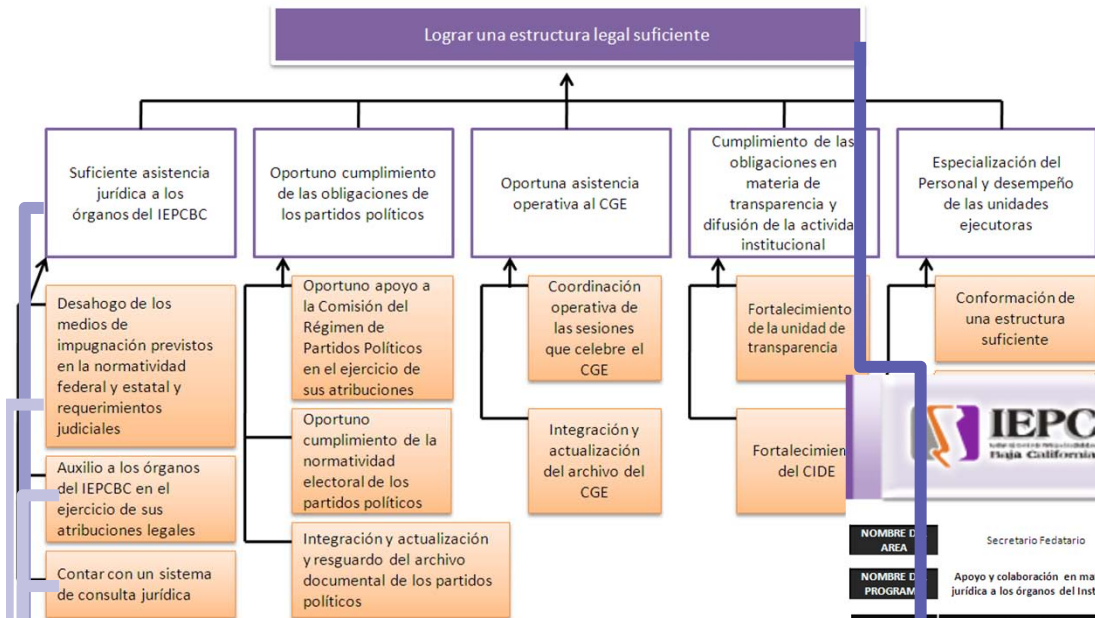 Lograr una estructura legal suficiente
Suficiente asistencia
jurídica a los
órganos del IEPCBC
Oportuno cumplimiento
de las obligaciones de
los partidos políticos
Oportuna asistencia
operativa al CGE
Cumplimiento de las
obligaciones en
materia de
transparencia y
difusión de la activida
institucional
Especialización del
Personal y desempeño
de las unidades
ejecutoras
Desahogo de los
medios de
impugnación previstos
en la normatividad
federal y estatal y
requerimientos
judiciales
Auxilio a los órganos
del IEPCBC en el
ejercicio de sus
atribuciones legales
Contar con un sistema
de consulta jurídica
Oportuno apoyo a
la Comisión del
Régimen de
Partidos Políticos
en el ejercicio de
sus atribuciones
Oportuno
cumplimiento de la
normatividad
electoral de los
partidos políticos
Integración y actualización
y resguardo del archivo
documental de los partidos
políticos
Coordinación
operativa de
las sesiones
que celebre el
CGE
Integración y
actualización
del archivo del
CGE
Fortalecimiento
de la unidad de
transparencia
Fortalecimien
del CIDE
Conformación de
una estructura
suficiente
IEPC
Baja California
NOMBRE D
AREA
Secretario Fedatario
NOMBRE D
PROGRAM
Apoyo y colaboración en ma
jurídica a los órganos del Inst